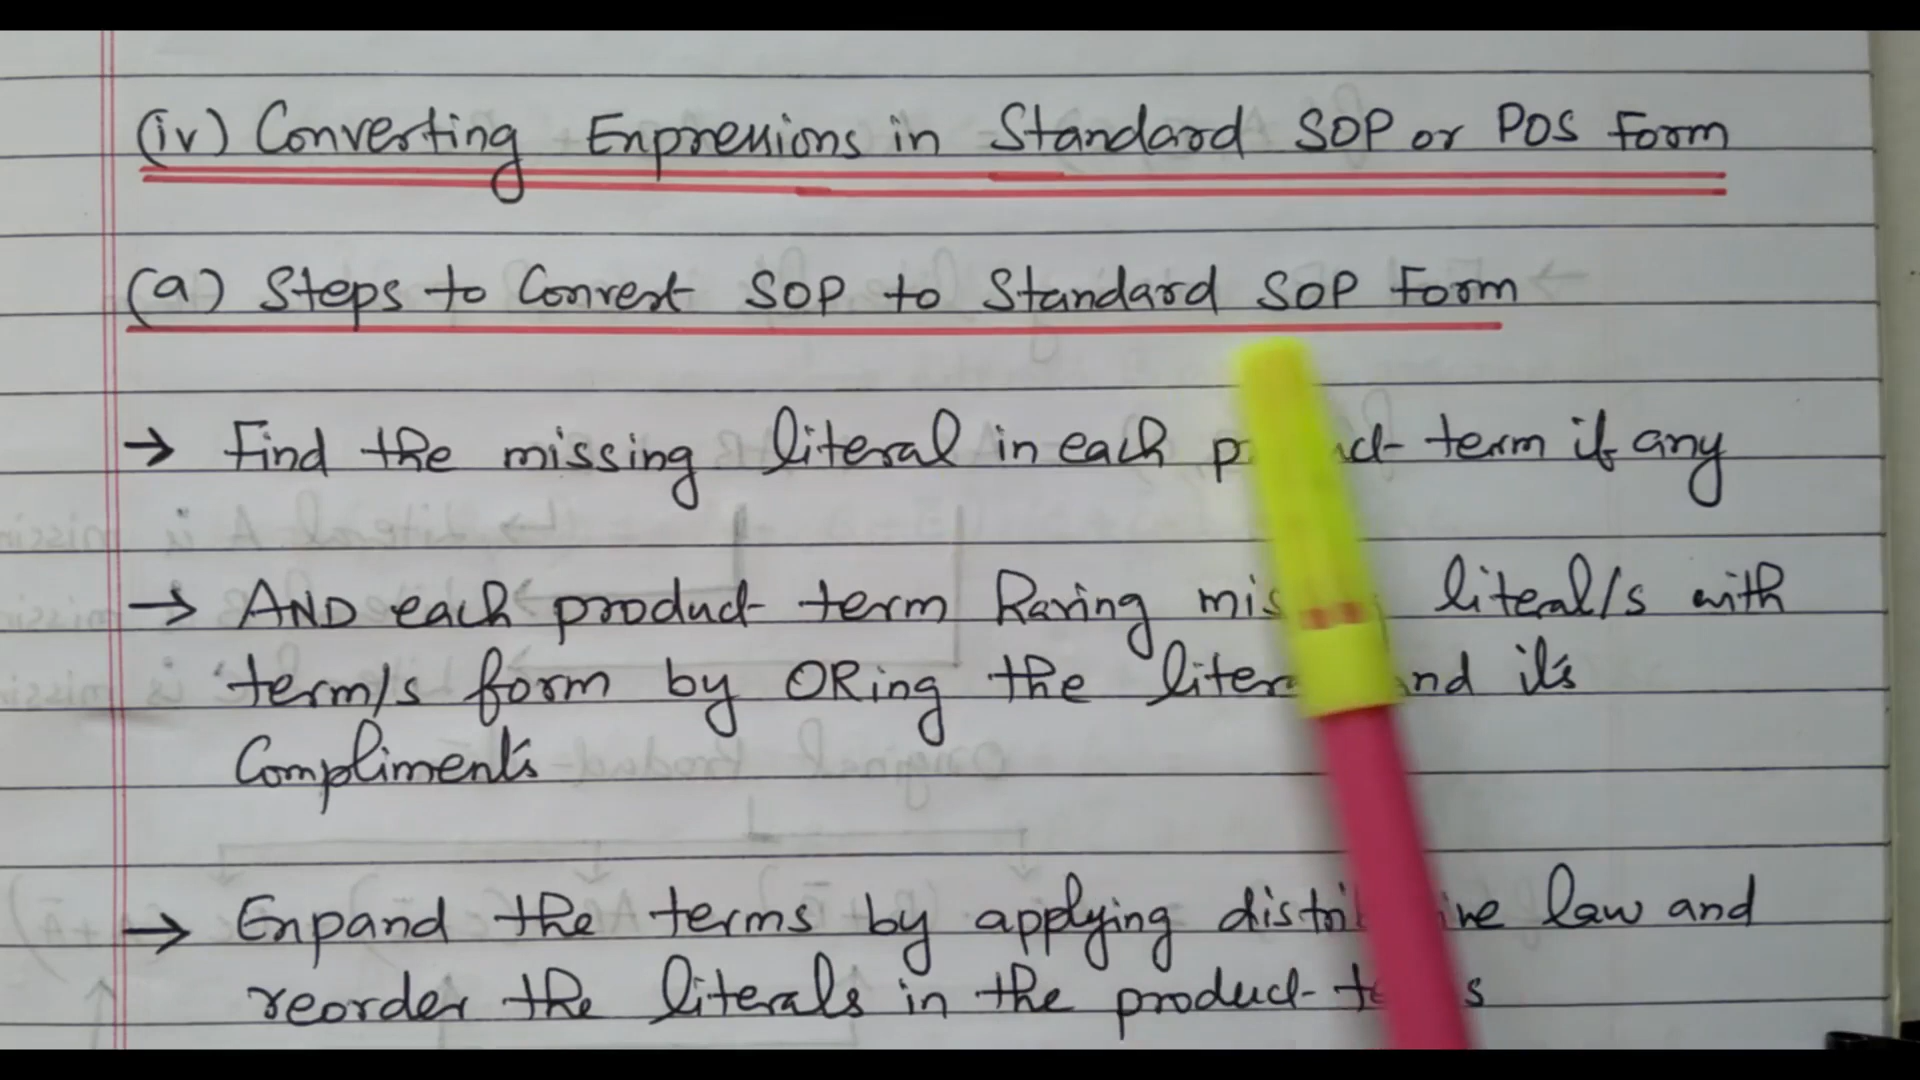 (iv) Converting Expressions in Standard SOP or POS Form
(a) Steps to Convert SOP to Standard SOP Form
→ Find the missing literal in each term if any
→ AND each product term having literal/s with
term/s form by ORing the it's
Compliment's
→ Expand the terms by applying law and
reorder the literals in the product